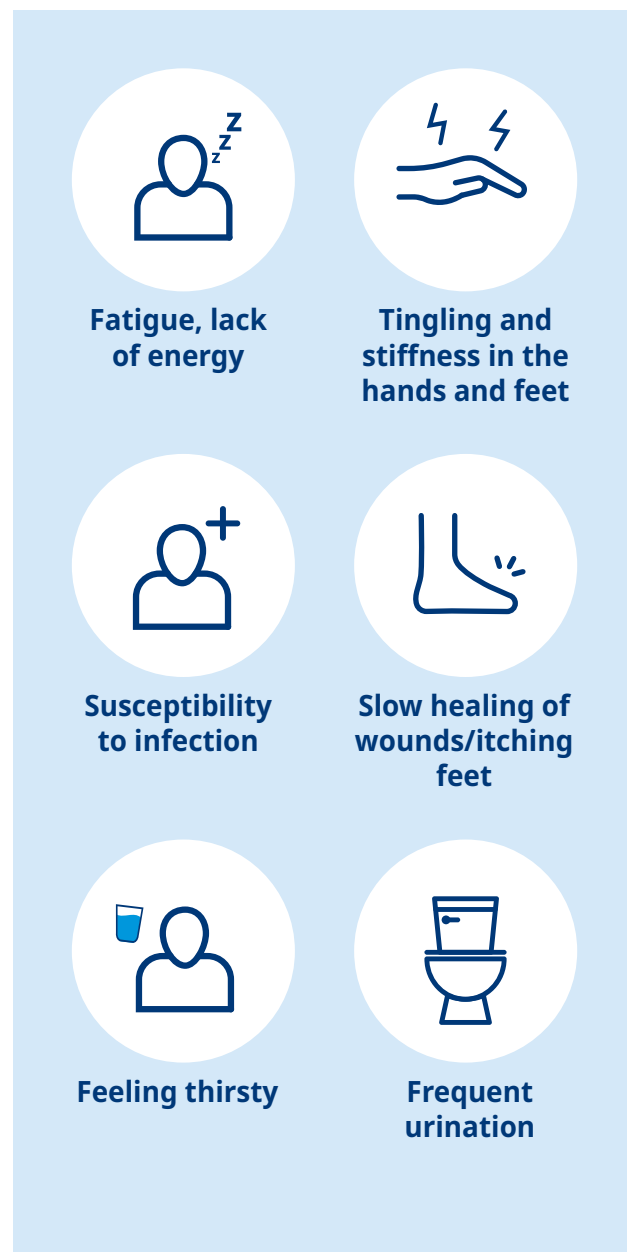 z
z
z
Fatigue, lack
of energy
Tingling and
stiffness in the
hands and feet
Susceptibility
to infection
Slow healing of
wounds/itching
feet
Feeling thirsty
Frequent
urination